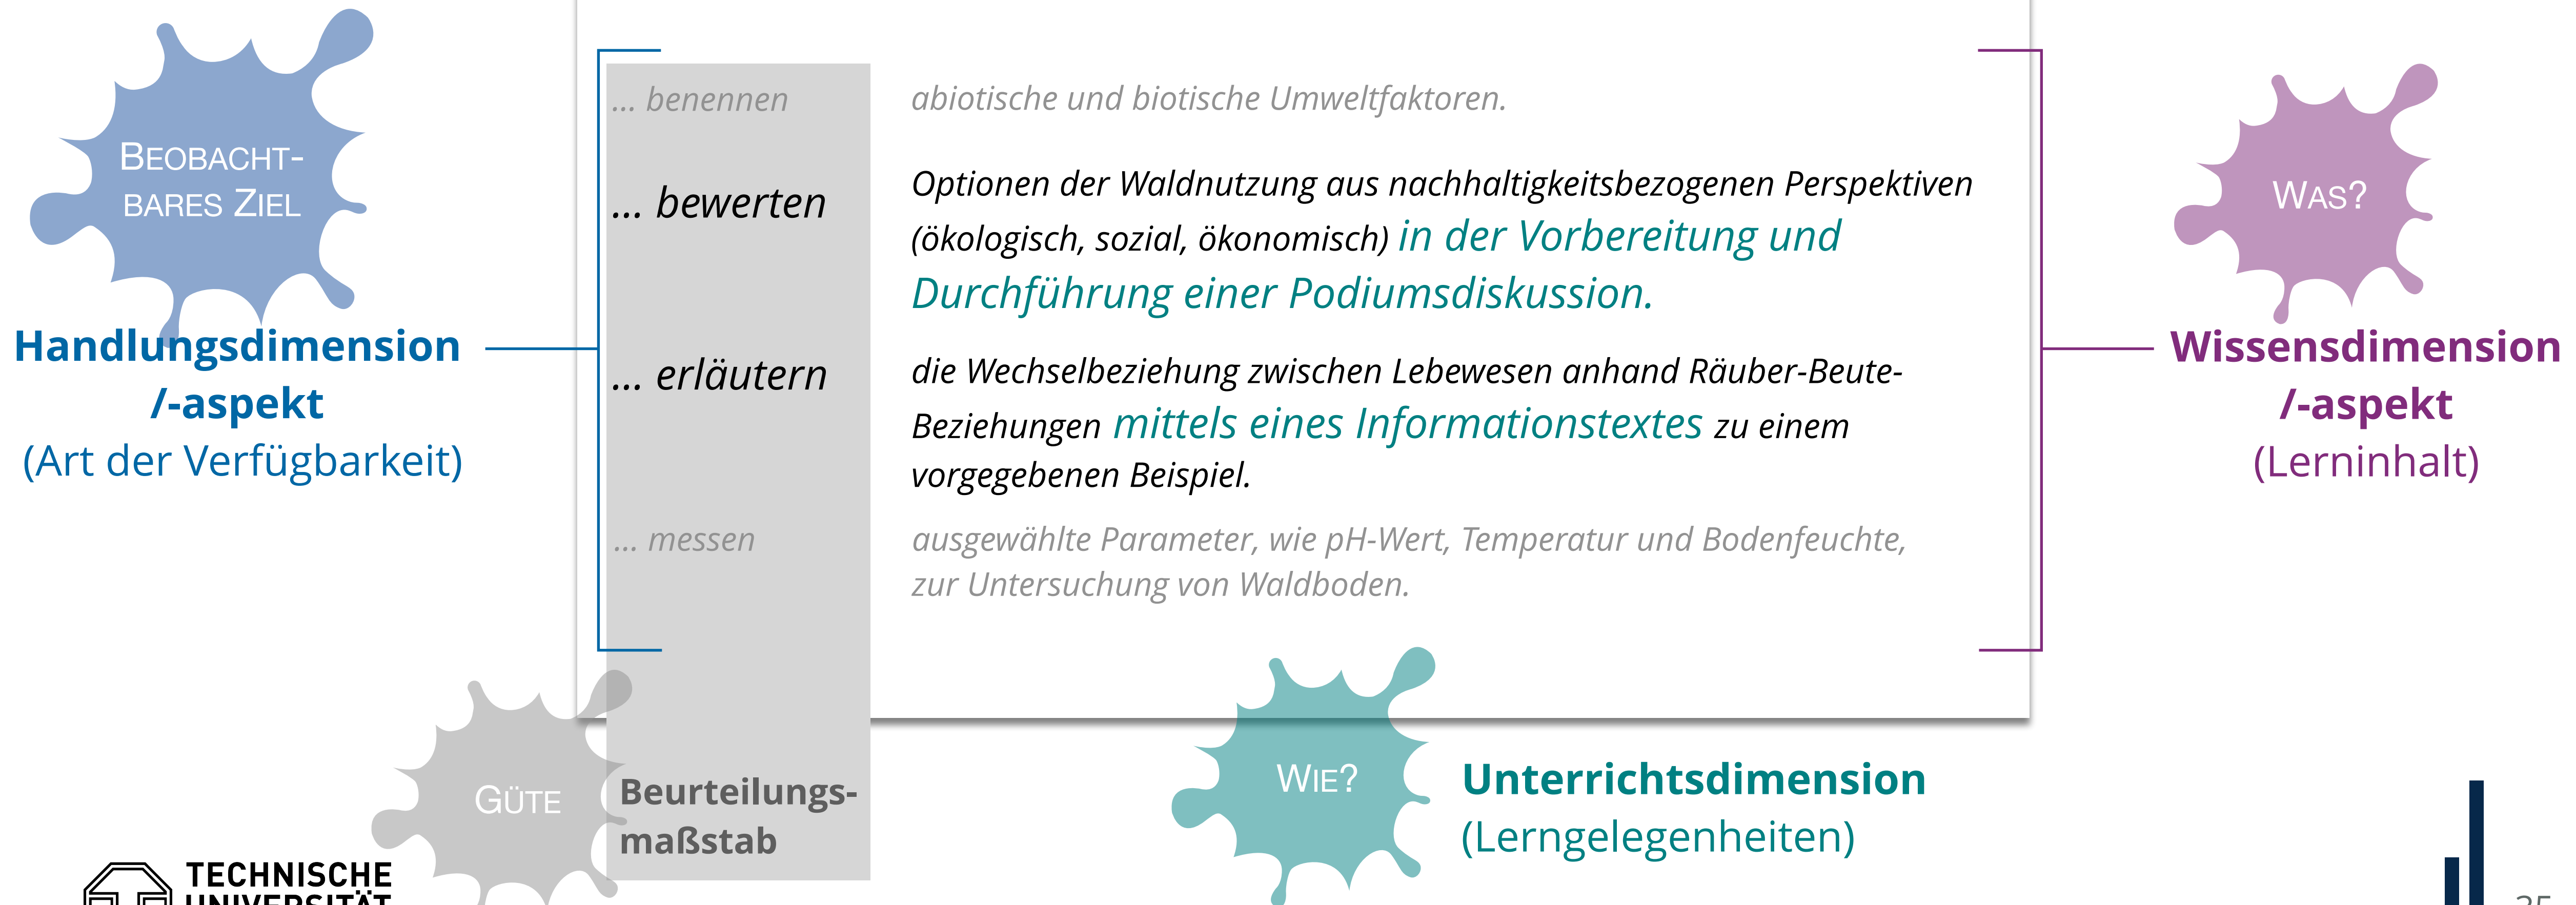 BEOBACHT-
BARES ZIEL
Handlungsdimension
/-aspekt
(Art der Verfügbarkeit)
... benennen
abiotische und biotische Umweltfaktoren.
... bewerten
Optionen der Waldnutzung aus nachhaltigkeitsbezogenen Perspektiven
(ökologisch, sozial, ökonomisch) in der Vorbereitung und
Durchführung einer Podiumsdiskussion.
... erläutern
die Wechselbeziehung zwischen Lebewesen anhand Räuber-Beute-
Beziehungen mittels eines Informationstextes zu einem
vorgegebenen Beispiel.
... messen
ausgewählte Parameter, wie pH-Wert, Temperatur und Bodenfeuchte,
zur Untersuchung von Waldboden.
WAS?
Wissensdimension
/-aspekt
(Lerninhalt)
GÜTE
Beurteilungs-
maßstab
WIE?
Unterrichtsdimension
(Lerngelegenheiten)
TECHNISCHE
UNIVERSITÄT